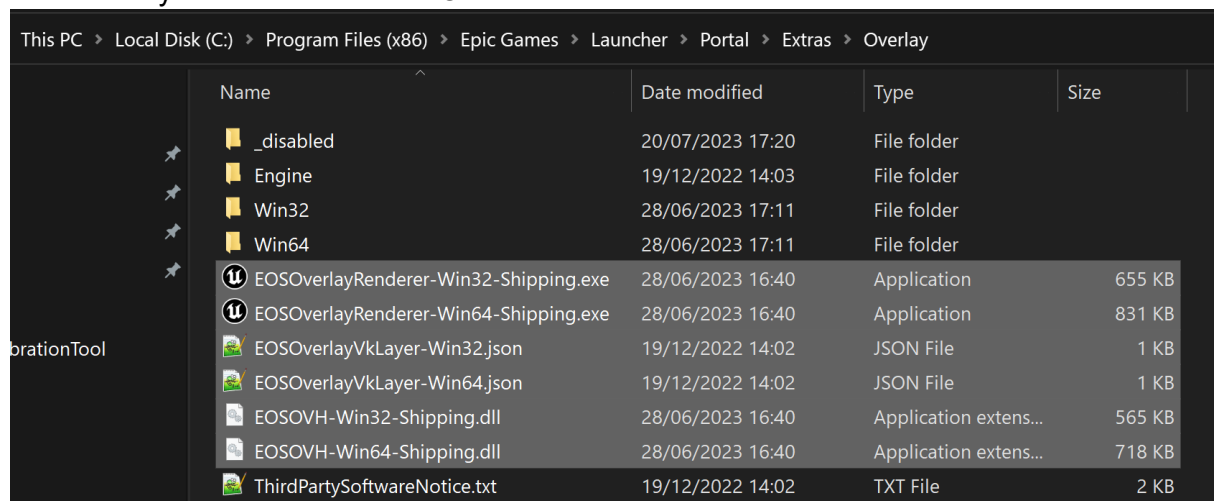 This PC > Local Disk (C:) > Program Files (x86) > Epic Games > Launcher > Portal > Extras > Overlay
Name Date modified Type Size
_disabled 20/07/2023 17:20 File folder
Engine 19/12/2022 14:03 File folder
Win32 28/06/2023 17:11 File folder
Win64 28/06/2023 17:11 File folder
EOSOverlayRenderer-Win32-Shipping.exe 28/06/2023 16:40 Application 655 KB
EOSOverlayRenderer-Win64-Shipping.exe 28/06/2023 16:40 Application 831 KB
brationTool EOSOverlayVkLayer-Win32.json 19/12/2022 14:02 JSON File 1 KB
EOSOverlayVkLayer-Win64.json 19/12/2022 14:02 JSON File 1 KB
EOSOVH-Win32-Shipping.dll 28/06/2023 16:40 Application extens... 565 KB
EOSOVH-Win64-Shipping.dll 28/06/2023 16:40 Application extens... 718 KB
ThirdPartySoftwareNotice.txt 19/12/2022 14:02 TXT File 2 KB